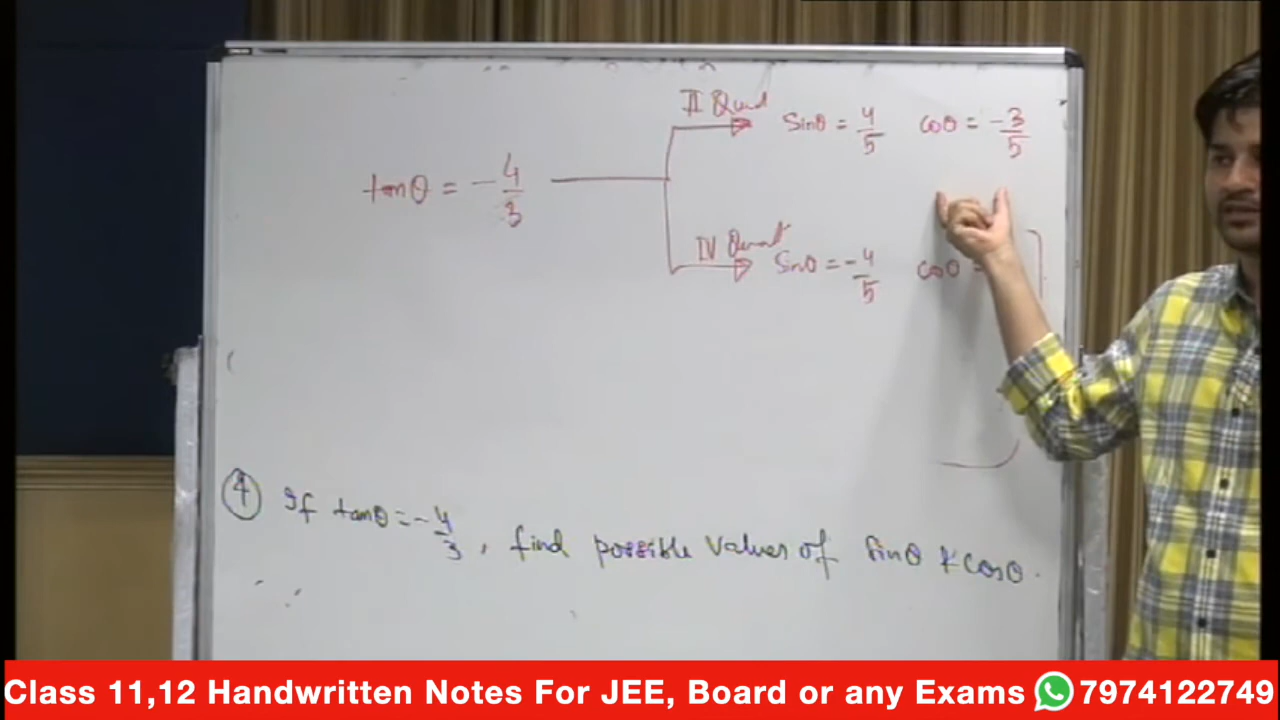 II Quad
sinθ = 4/5 cosθ = -3/5
tanθ = -4/3
IV Quad
sinθ = -4/5 cosθ =
④ If tanθ = -4/3, find possible values of sinθ & cosθ.
Class 11,12 Handwritten Notes For JEE, Board or any Exams 7974122749